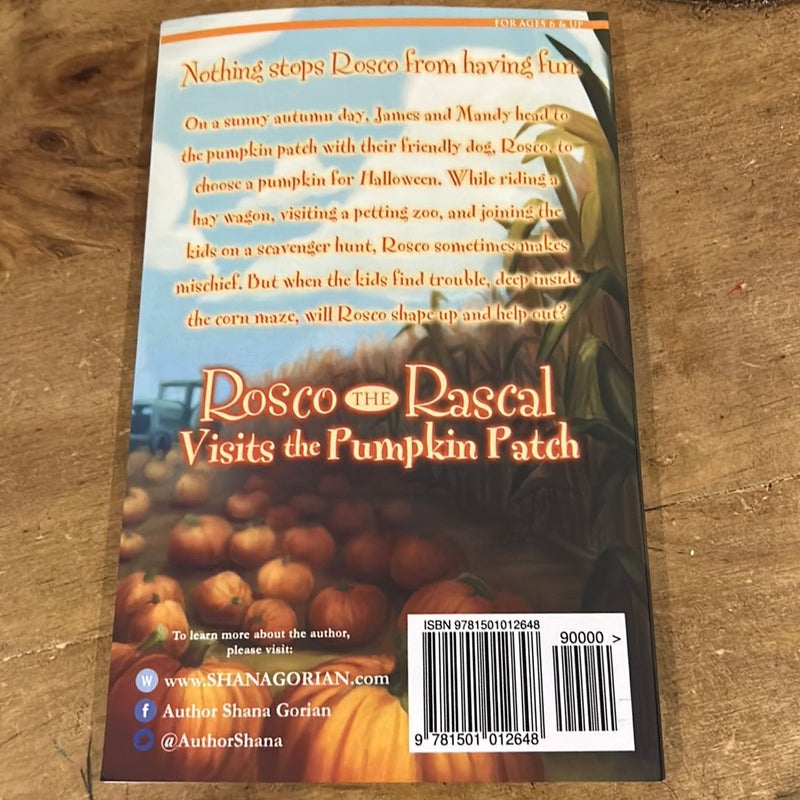 FOR AGES 6 & UP
Nothing stops Rosco from having fun.
On a sunny autumn day, James and Mandy head to
the pumpkin patch with their friendly dog, Rosco, to
choose a pumpkin for Halloween. While riding a
hay wagon, visiting a petting zoo, and joining the
kids on a scavenger hunt, Rosco sometimes makes
mischief. But when the kids find trouble, deep inside
the corn maze, will Rosco shape up and help out?
Rosco THE Rascal
Visits the Pumpkin Patch
To learn more about the author,
please visit:
W www.SHANAGORIAN.com
f Author Shana Gorian
@AuthorShana
ISBN 9781501012648
90000 >
9 781501 012648